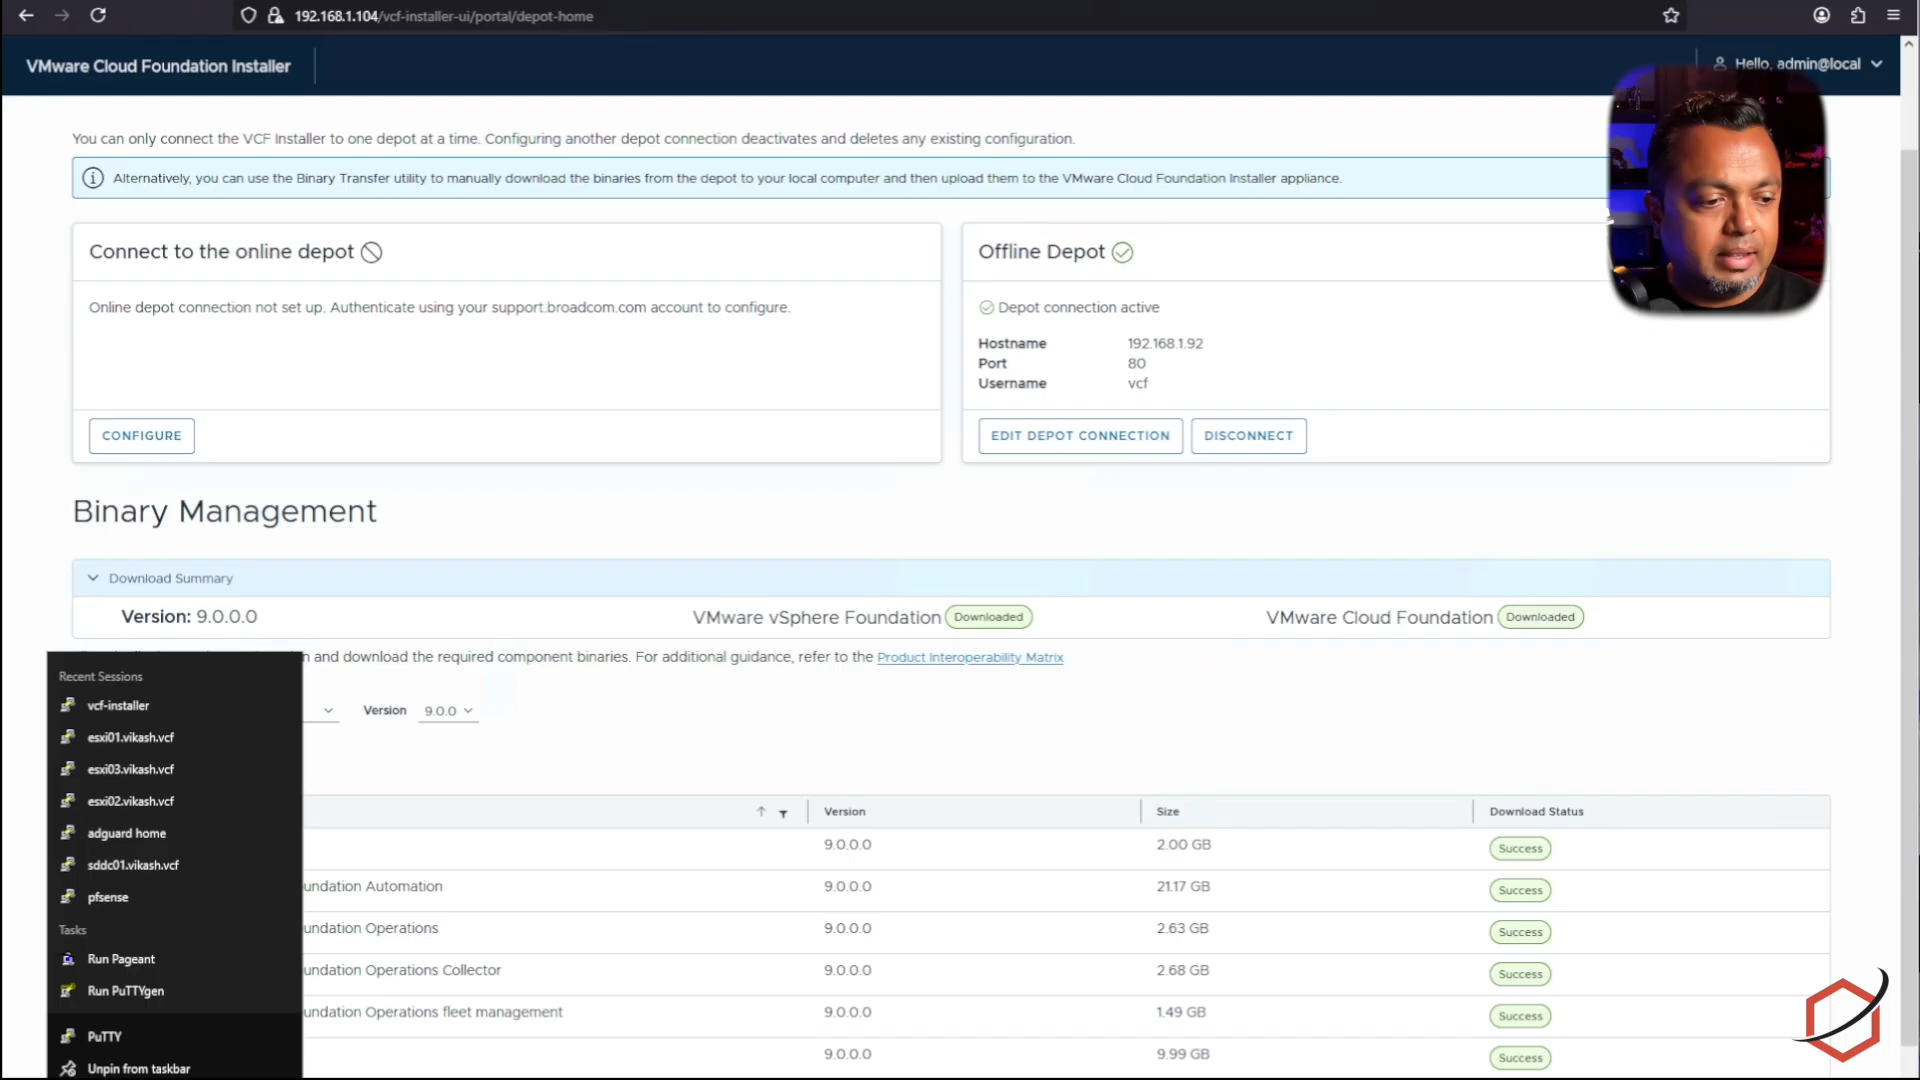 192.168.1.104/vcf-installer-ui/portal/depot-home
VMware Cloud Foundation Installer
Hello, admin@local
You can only connect the VCF Installer to one depot at a time. Configuring another depot connection deactivates and deletes any existing configuration.
Alternatively, you can use the Binary Transfer utility to manually download the binaries from the depot to your local computer and then upload them to the VMware Cloud Foundation Installer appliance.
Connect to the online depot
Online depot connection not set up. Authenticate using your support.broadcom.com account to configure.
CONFIGURE
Offline Depot
Depot connection active
Hostname 192.168.1.92
Port 80
Username vcf
EDIT DEPOT CONNECTION DISCONNECT
Binary Management
Download Summary
Version: 9.0.0.0 VMware vSphere Foundation Downloaded VMware Cloud Foundation Downloaded
and download the required component binaries. For additional guidance, refer to the Product Interoperability Matrix
Version 9.0.0
Version Size Download Status
9.0.0.0 2.00 GB Success
undation Automation 9.0.0.0 21.17 GB Success
undation Operations 9.0.0.0 2.63 GB Success
undation Operations Collector 9.0.0.0 2.68 GB Success
undation Operations fleet management 9.0.0.0 1.49 GB Success
9.0.0.0 9.99 GB Success
Recent Sessions
vcf-installer
esxi01.vikash.vcf
esxi03.vikash.vcf
esxi02.vikash.vcf
adguard home
sddc01.vikash.vcf
pfsense
Tasks
Run Pageant
Run PuTTYgen
PuTTY
Unpin from taskbar